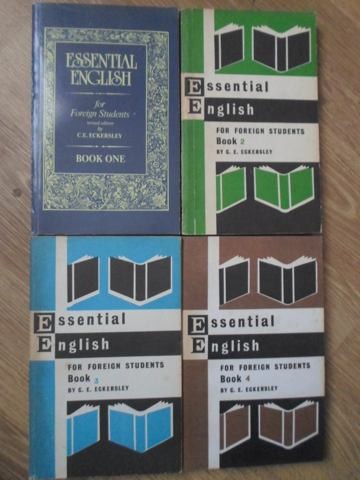 ESSENTIAL
ENGLISH
for
Foreign Students
revised edition
by
C.E. ECKERSLEY
BOOK ONE
Essential
English
FOR FOREIGN STUDENTS
Book 2
BY C. E. ECKERSLEY
Essential
English
FOR FOREIGN STUDENTS
Book 3
BY C. E. ECKERSLEY
Essential
English
FOR FOREIGN STUDENTS
Book 4
BY C. E. ECKERSLEY